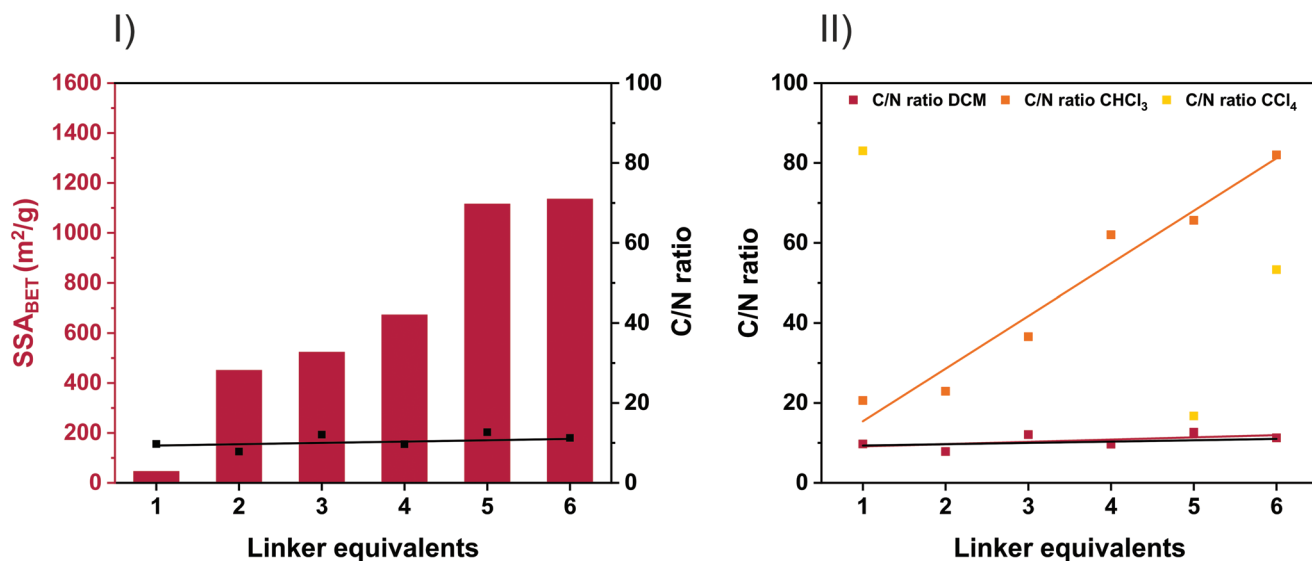 I)
1600
1400
1200
1000
800
600
400
200
0
SSA_BET (m²/g)
100
80
60
40
20
0
C/N ratio
1 2 3 4 5 6
Linker equivalents
II)
C/N ratio DCM C/N ratio CHCl₃ C/N ratio CCl₄
100
80
60
40
20
0
C/N ratio
1 2 3 4 5 6
Linker equivalents